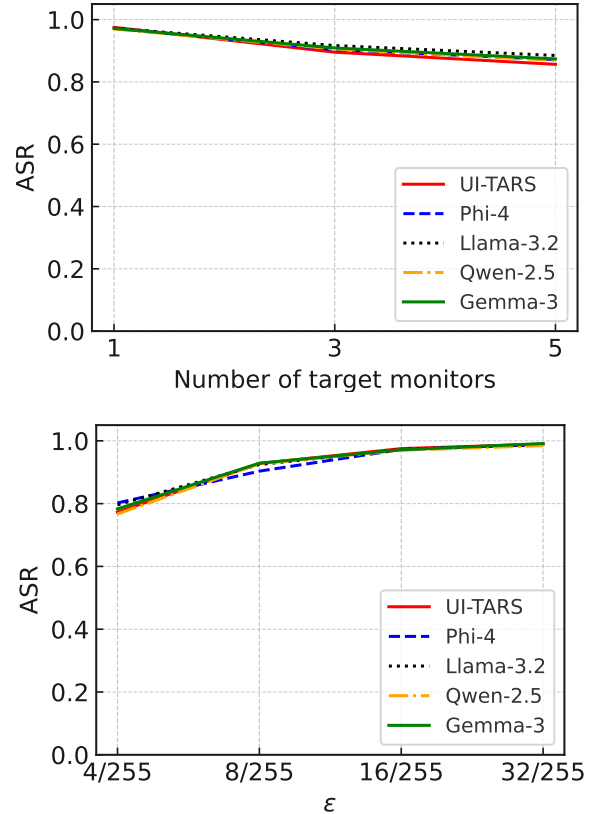 1.0
0.8
0.6
0.4
0.2
0.0
ASR
UI-TARS
Phi-4
Llama-3.2
Qwen-2.5
Gemma-3
1 3 5
Number of target monitors
1.0
0.8
0.6
0.4
0.2
0.0
ASR
UI-TARS
Phi-4
Llama-3.2
Qwen-2.5
Gemma-3
4/255 8/255 16/255 32/255
ε